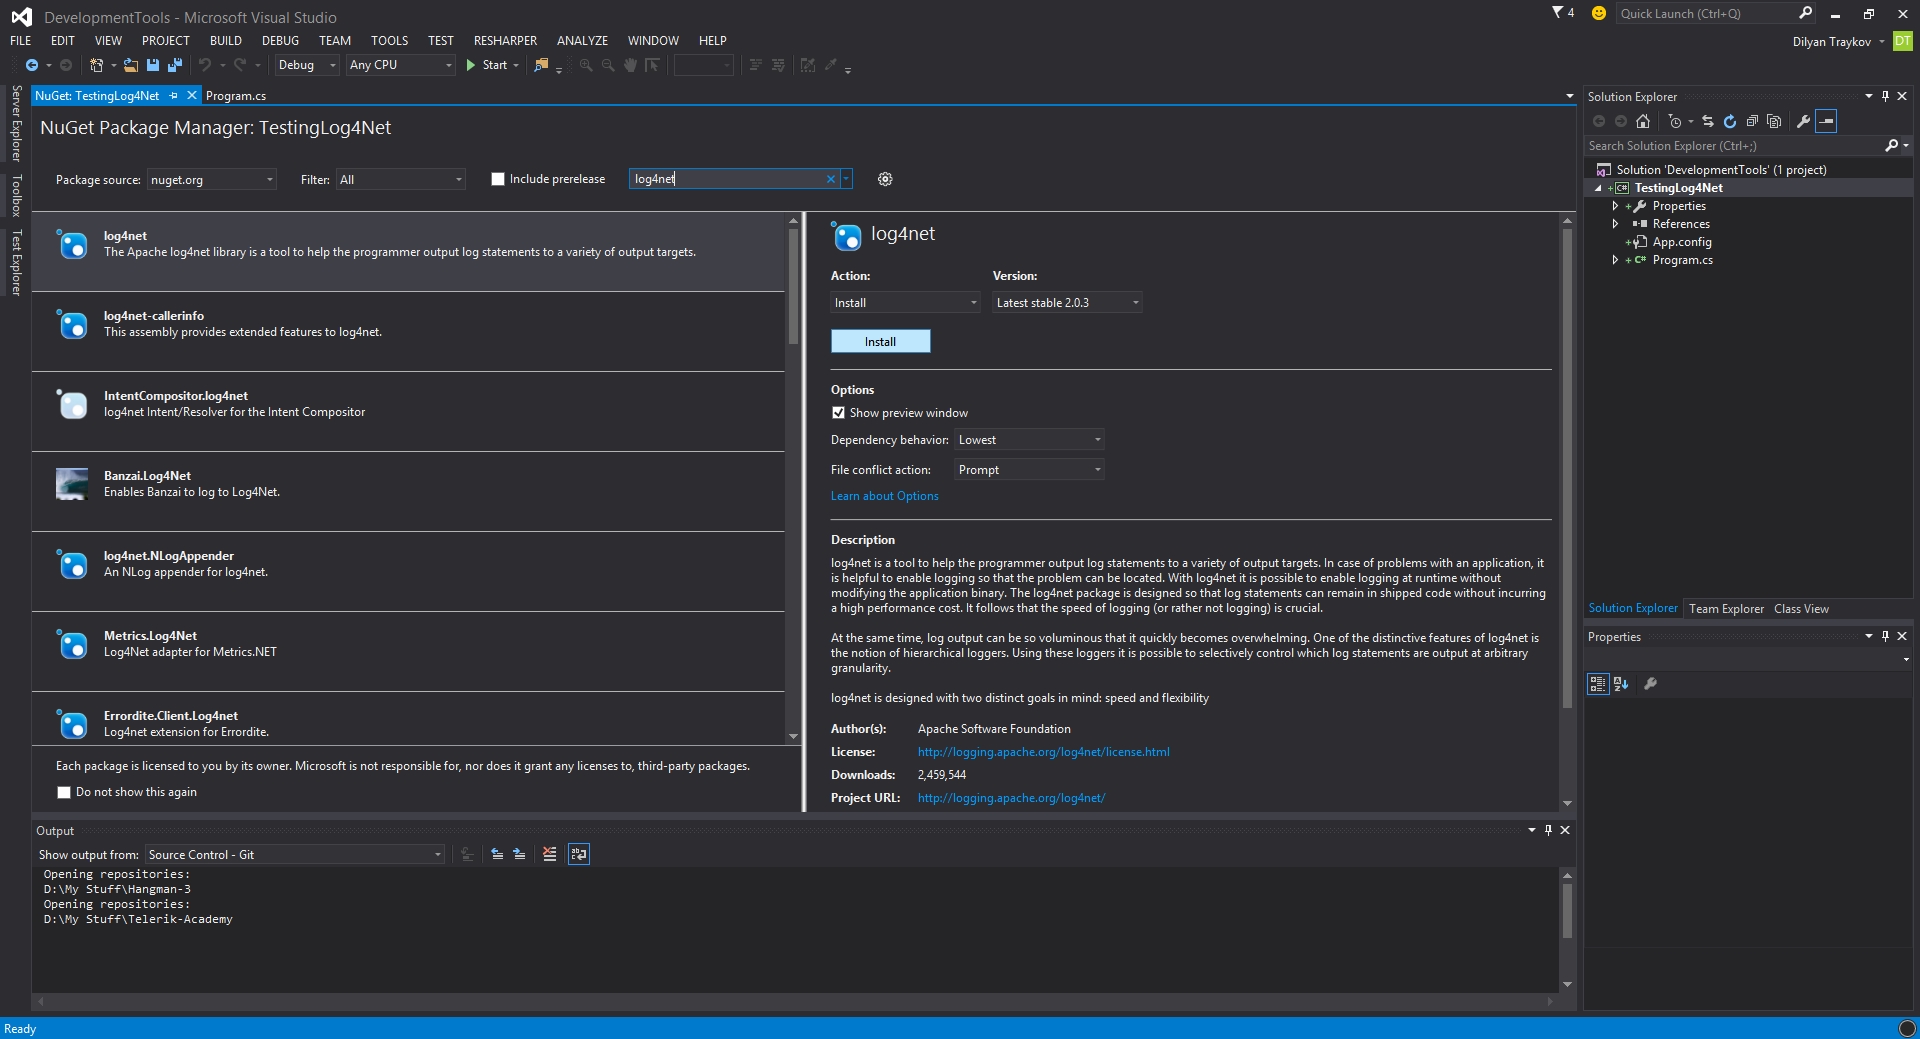 DevelopmentTools - Microsoft Visual Studio
4
Quick Launch (Ctrl+Q)
FILE EDIT VIEW PROJECT BUILD DEBUG TEAM TOOLS TEST RESHARPER ANALYZE WINDOW HELP
Dilyan Traykov DT
Debug Any CPU Start
Server Explorer
Toolbox
Test Explorer
NuGet: TestingLog4Net Program.cs
NuGet Package Manager: TestingLog4Net
Package source: nuget.org Filter: All Include prerelease log4net
log4net
The Apache log4net library is a tool to help the programmer output log statements to a variety of output targets.
log4net-callerinfo
This assembly provides extended features to log4net.
IntentCompositor.log4net
log4net Intent/Resolver for the Intent Compositor
Banzai.Log4Net
Enables Banzai to log to Log4Net.
log4net.NLogAppender
An NLog appender for log4net.
Metrics.Log4Net
Log4Net adapter for Metrics.NET
Errordite.Client.Log4net
Log4net extension for Errordite.
Each package is licensed to you by its owner. Microsoft is not responsible for, nor does it grant any licenses to, third-party packages.
Do not show this again
log4net
Action: Version:
Install Latest stable 2.0.3
Install
Options
Show preview window
Dependency behavior: Lowest
File conflict action: Prompt
Learn about Options
Description
log4net is a tool to help the programmer output log statements to a variety of output targets. In case of problems with an application, it
is helpful to enable logging so that the problem can be located. With log4net it is possible to enable logging at runtime without
modifying the application binary. The log4net package is designed so that log statements can remain in shipped code without incurring
a high performance cost. It follows that the speed of logging (or rather not logging) is crucial.
At the same time, log output can be so voluminous that it quickly becomes overwhelming. One of the distinctive features of log4net is
the notion of hierarchical loggers. Using these loggers it is possible to selectively control which log statements are output at arbitrary
granularity.
log4net is designed with two distinct goals in mind: speed and flexibility
Author(s): Apache Software Foundation
License: http://logging.apache.org/log4net/license.html
Downloads: 2,459,544
Project URL: http://logging.apache.org/log4net/
Output
Show output from: Source Control - Git
Opening repositories:
D:\My Stuff\Hangman-3
Opening repositories:
D:\My Stuff\Telerik-Academy
Solution Explorer
Search Solution Explorer (Ctrl+;)
Solution 'DevelopmentTools' (1 project)
C# TestingLog4Net
Properties
References
App.config
C# Program.cs
Solution Explorer Team Explorer Class View
Properties
Ready